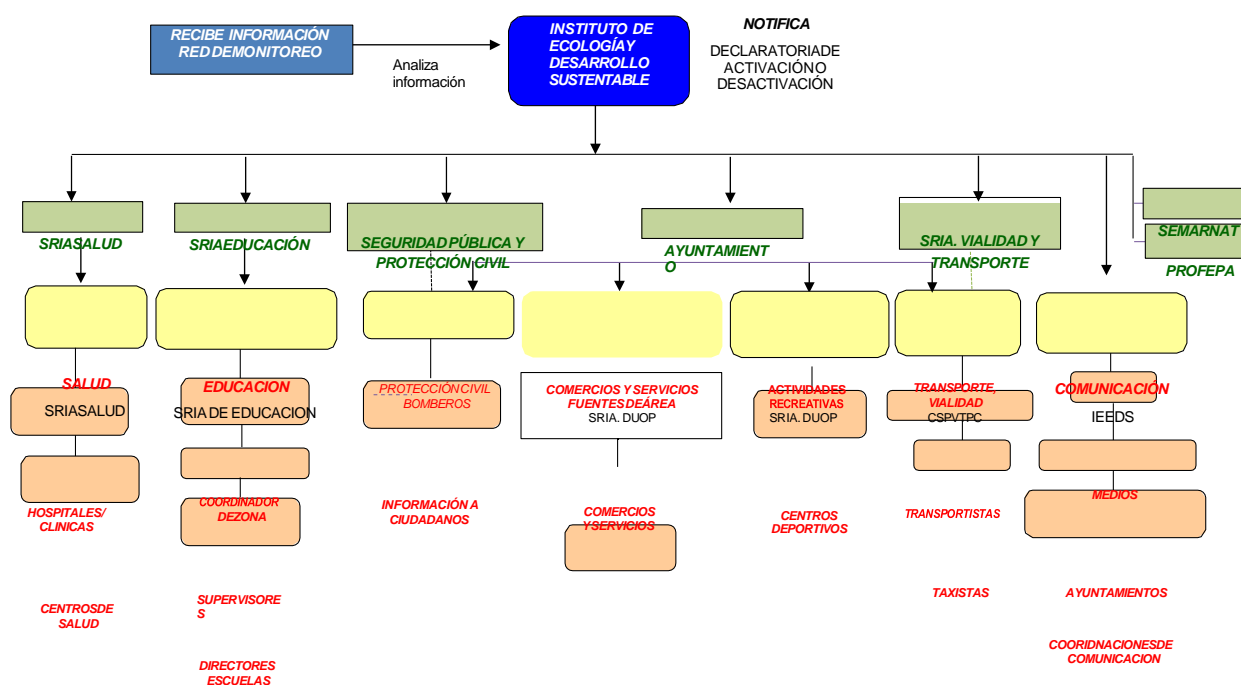 RECIBE INFORMACIÓN
RED DEMONITOREO
Analiza
información
INSTITUTO DE
ECOLOGÍAY
DESARROLLO
SUSTENTABLE
NOTIFICA
DECLARATORIADE
ACTIVACIÓN O
DESACTIVACIÓN
SRIASALUD
SRIAEDUCACIÓN
SEGURIDAD PÚBLICA Y
PROTECCIÓN CIVIL
AYUNTAMIENT
O
SRIA. VIALIDAD Y
TRANSPORTE
SEMARNAT
PROFEPA
SALUD
SRIASALUD
EDUCACION
SRIA DE EDUCACION
PROTECCIÓN CIVIL
BOMBEROS
COMERCIOS Y SERVICIOS
FUENTES DEÁREA
SRIA. DUOP
ACTIVIDADES
RECREATIVAS
SRIA. DUOP
TRANSPORTE,
VIALIDAD
CSPVTPC
COMUNICACIÓN
IEEDS
HOSPITALES/
CLINICAS
COORDINADOR
DEZONA
INFORMACIÓN A
CIUDADANOS
COMERCIOS
YSERVICIOS
CENTROS
DEPORTIVOS
TRANSPORTISTAS
MEDIOS
CENTROSDE
SALUD
SUPERVISORE
S
TAXISTAS
AYUNTAMIENTOS
DIRECTORES
ESCUELAS
COORIDNACIONESDE
COMUNICACION